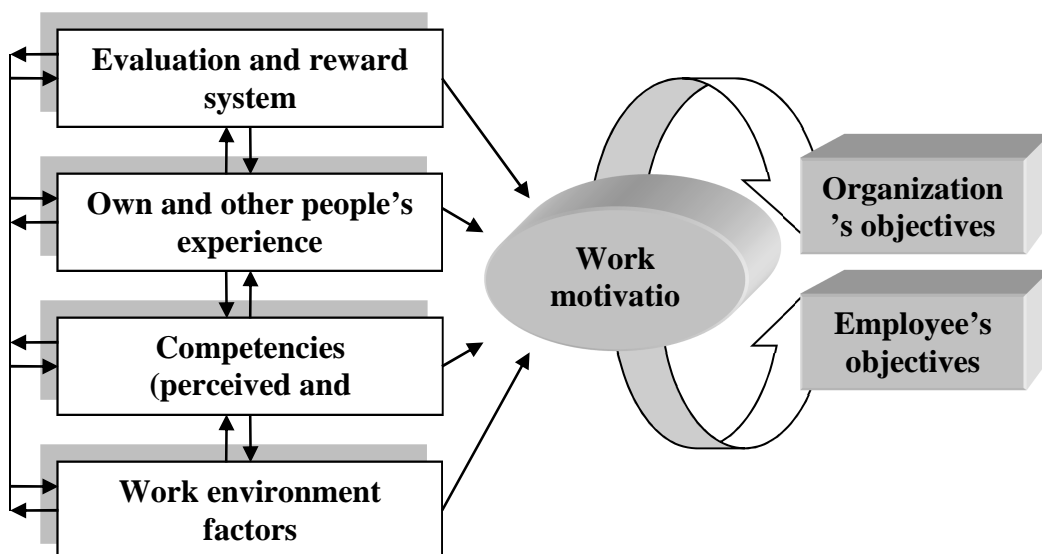 Evaluation and reward
system
Own and other people’s
experience
Competencies
(perceived and
Work environment
factors
Work
motivatio
Organization
’s objectives
Employee’s
objectives